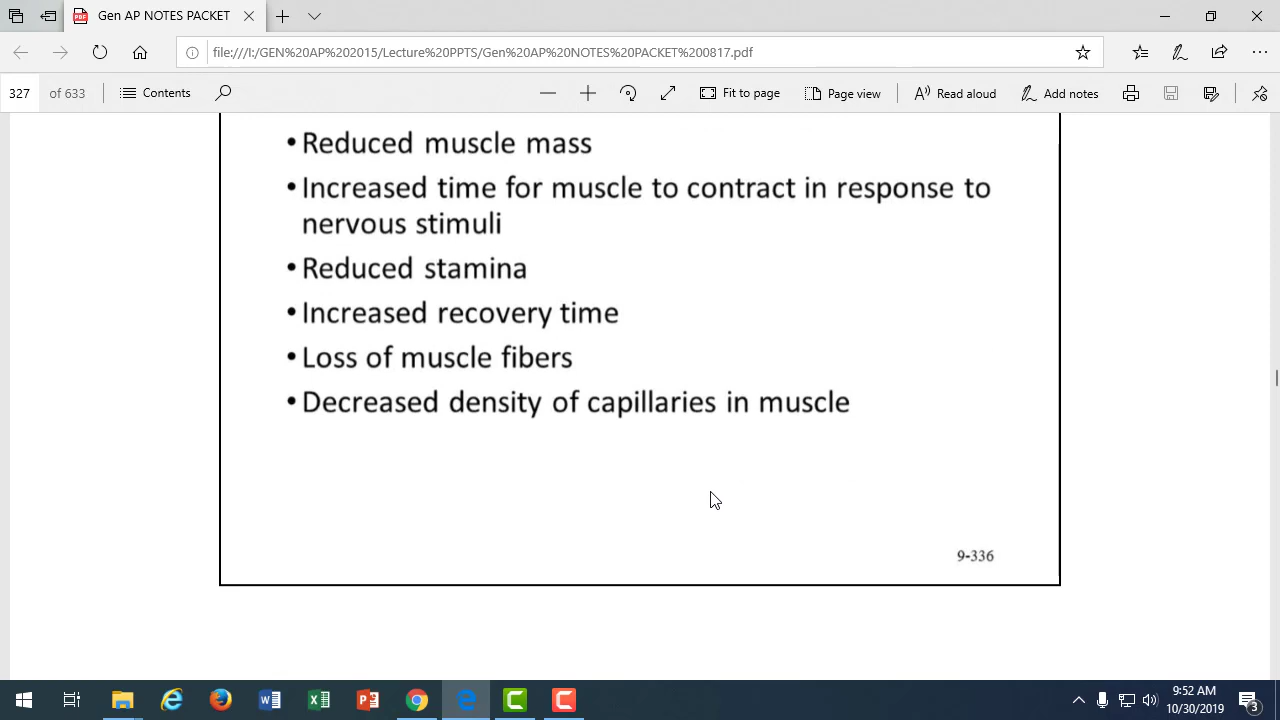 Gen AP NOTES PACKET
file:///I:/GEN%20AP%202015/Lecture%20PPTS/Gen%20AP%20NOTES%20PACKET%200817.pdf
327 of 633 Contents Fit to page Page view Read aloud Add notes
• Reduced muscle mass
• Increased time for muscle to contract in response to
nervous stimuli
• Reduced stamina
• Increased recovery time
• Loss of muscle fibers
• Decreased density of capillaries in muscle
9-336
9:52 AM
10/30/2019
3